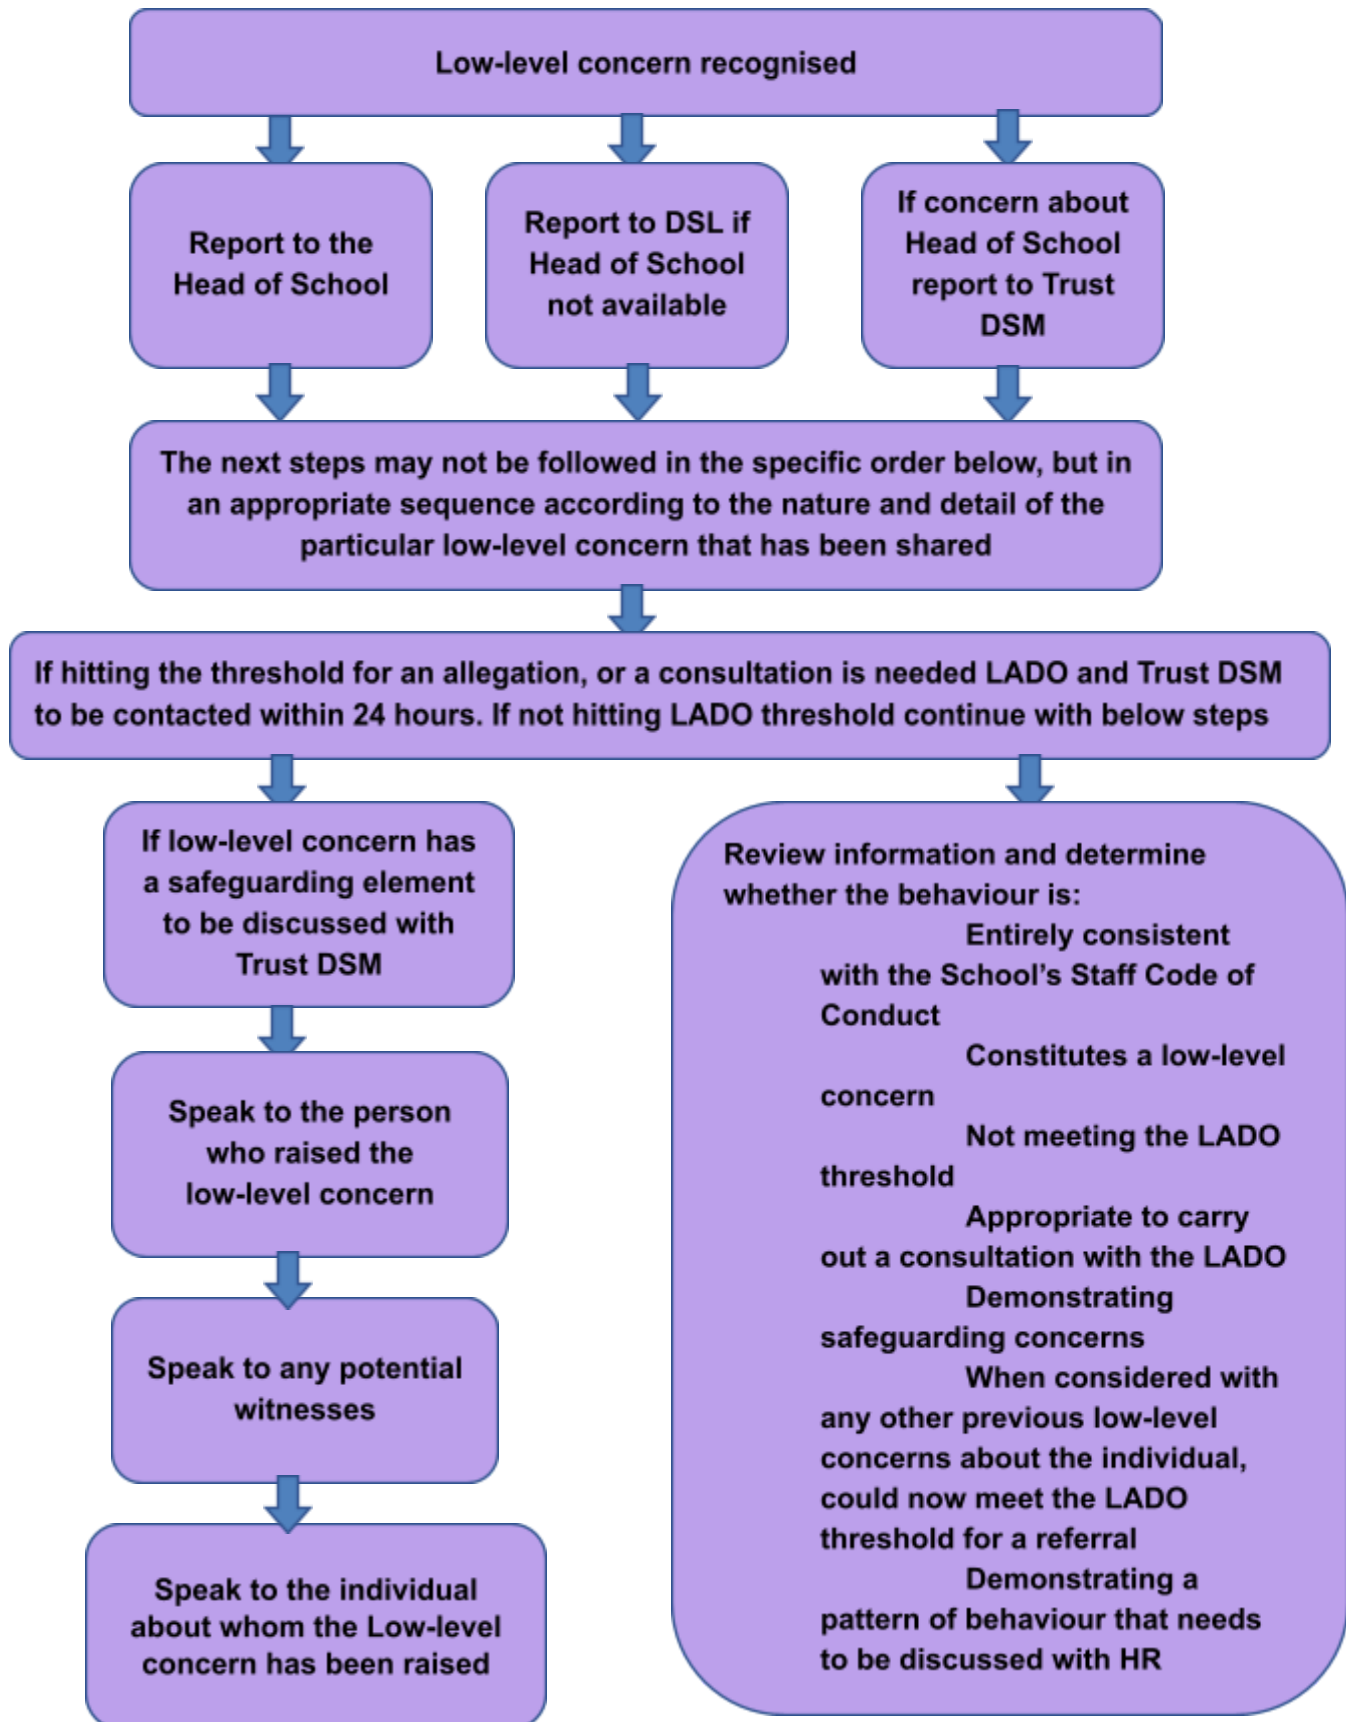 Low-level concern recognised
Report to the
Head of School
Report to DSL if
Head of School
not available
If concern about
Head of School
report to Trust
DSM
The next steps may not be followed in the specific order below, but in
an appropriate sequence according to the nature and detail of the
particular low-level concern that has been shared
If hitting the threshold for an allegation, or a consultation is needed LADO and Trust DSM
to be contacted within 24 hours. If not hitting LADO threshold continue with below steps
If low-level concern has
a safeguarding element
to be discussed with
Trust DSM
Speak to the person
who raised the
low-level concern
Speak to any potential
witnesses
Speak to the individual
about whom the Low-level
concern has been raised
Review information and determine
whether the behaviour is:
Entirely consistent
with the School’s Staff Code of
Conduct
Constitutes a low-level
concern
Not meeting the LADO
threshold
Appropriate to carry
out a consultation with the LADO
Demonstrating
safeguarding concerns
When considered with
any other previous low-level
concerns about the individual,
could now meet the LADO
threshold for a referral
Demonstrating a
pattern of behaviour that needs
to be discussed with HR